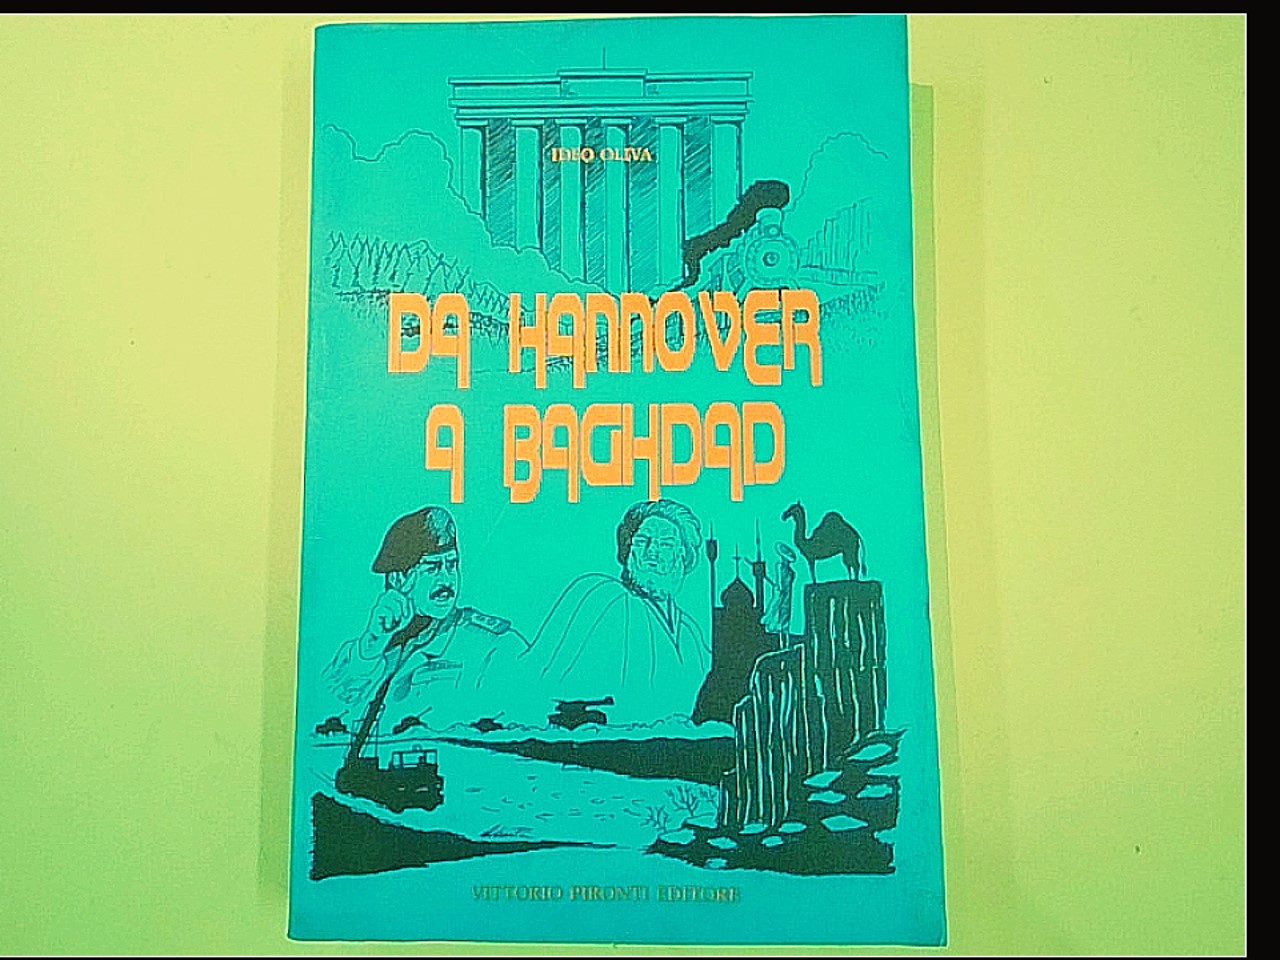 IDEO OLIVA
DA HANNOVER
A BAGHDAD
VITTORIO PIRONTI EDITORE